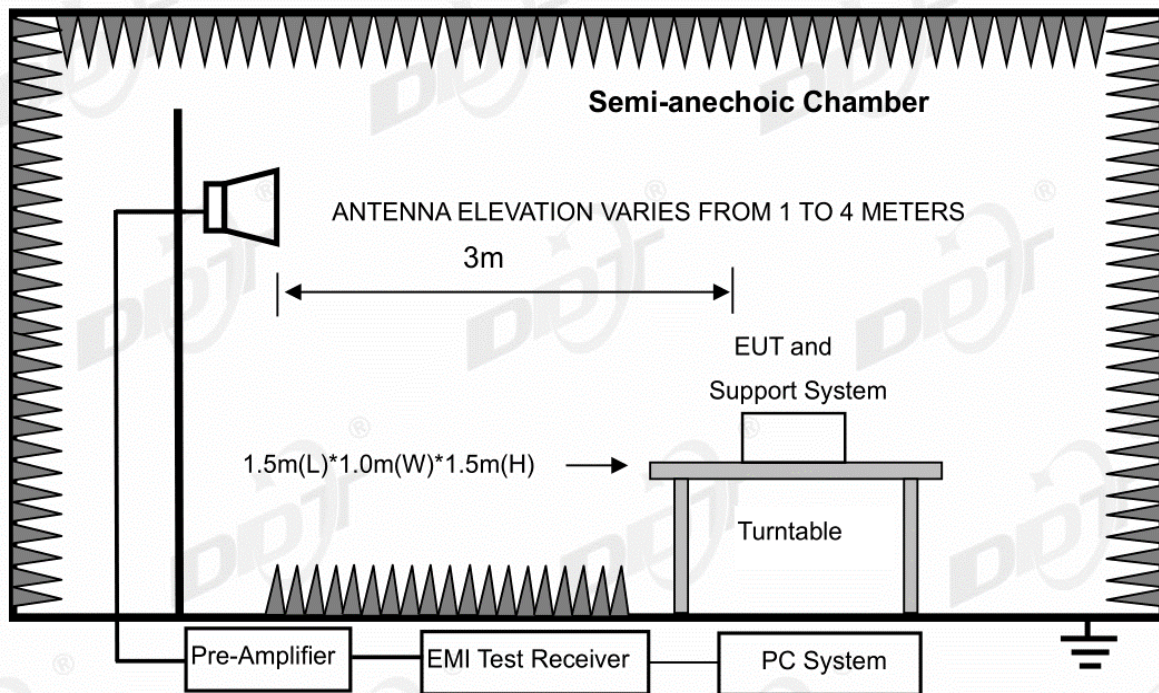 Semi-anechoic Chamber
ANTENNA ELEVATION VARIES FROM 1 TO 4 METERS
3m
EUT and
Support System
1.5m(L)*1.0m(W)*1.5m(H)
Turntable
Pre-Amplifier
EMI Test Receiver
PC System
DDT®